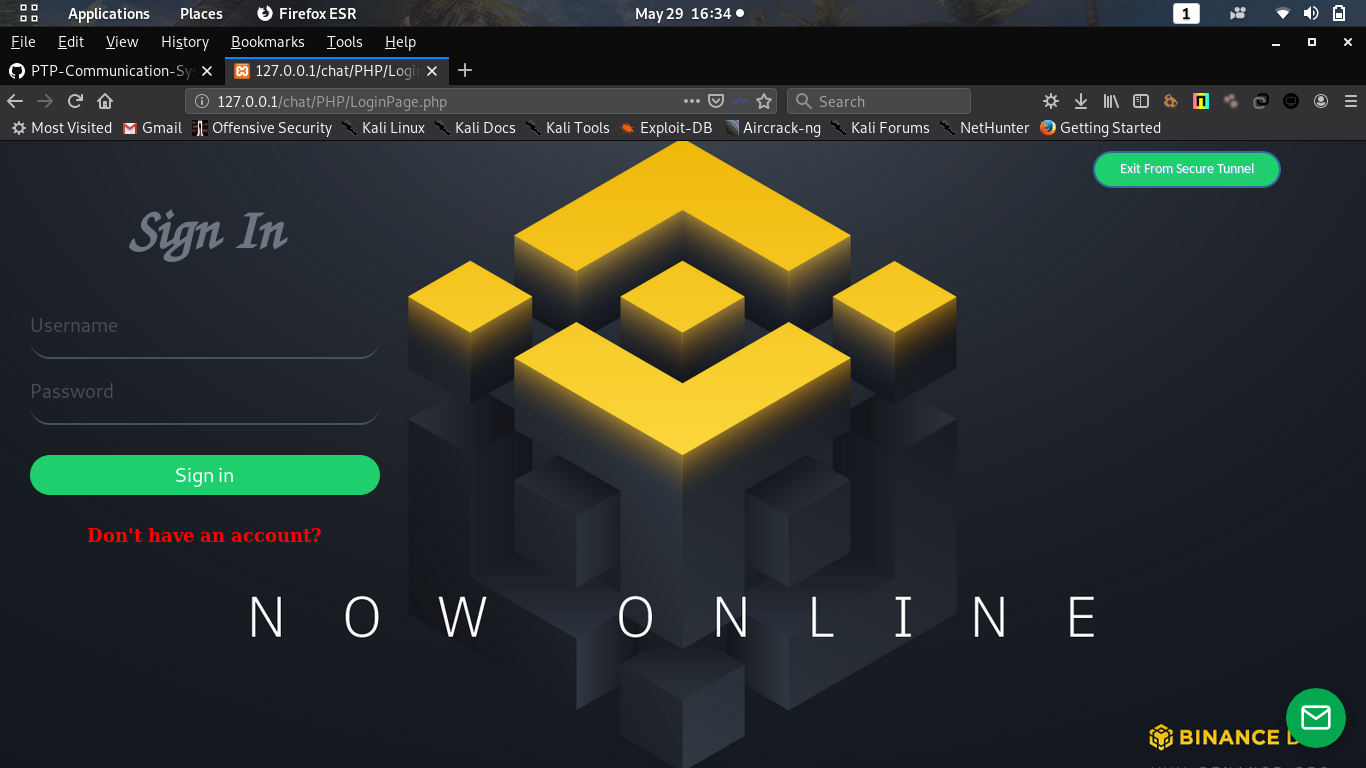 Applications Places Firefox ESR May 29 16:34 1
File Edit View History Bookmarks Tools Help
PTP-Communication-Sy 127.0.0.1/chat/PHP/Login
127.0.0.1/chat/PHP/LoginPage.php Search
Most Visited Gmail Offensive Security Kali Linux Kali Docs Kali Tools Exploit-DB Aircrack-ng Kali Forums NetHunter Getting Started
Exit From Secure Tunnel
Sign In
Username
Password
Sign in
Don't have an account?
NOW ONLINE
BINANCE D